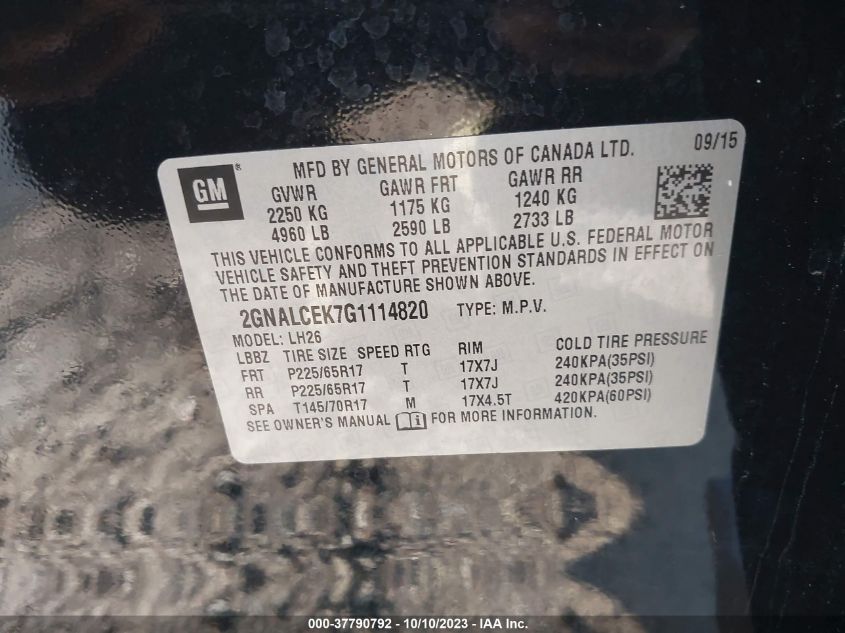 GM ®
MFD BY GENERAL MOTORS OF CANADA LTD. 09/15
GVWR GAWR FRT GAWR RR
2250 KG 1175 KG 1240 KG
4960 LB 2590 LB 2733 LB
THIS VEHICLE CONFORMS TO ALL APPLICABLE U.S. FEDERAL MOTOR
VEHICLE SAFETY AND THEFT PREVENTION STANDARDS IN EFFECT ON
THE DATE OF MANUFACTURE SHOWN ABOVE.
2GNALCEK7G1114820 TYPE: M.P.V.
MODEL: LH26
LBBZ TIRE SIZE SPEED RTG RIM COLD TIRE PRESSURE
FRT P225/65R17 T 17X7J 240KPA(35PSI)
RR P225/65R17 T 17X7J 240KPA(35PSI)
SPA T145/70R17 M 17X4.5T 420KPA(60PSI)
SEE OWNER'S MANUAL i FOR MORE INFORMATION.
000-37790792 - 10/10/2023 - IAA Inc.